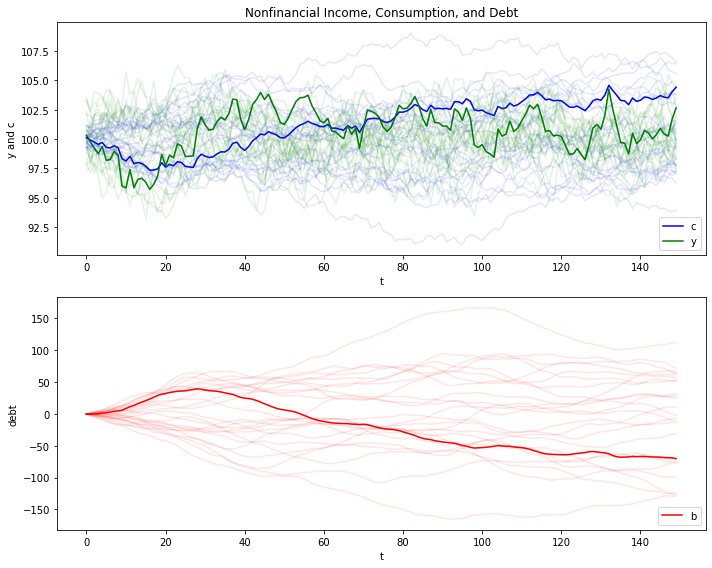 Nonfinancial Income, Consumption, and Debt
107.5
105.0
102.5
100.0
97.5
95.0
92.5
y and c
c
y
0 20 40 60 80 100 120 140
t
150
100
50
0
−50
−100
−150
debt
b
0 20 40 60 80 100 120 140
t